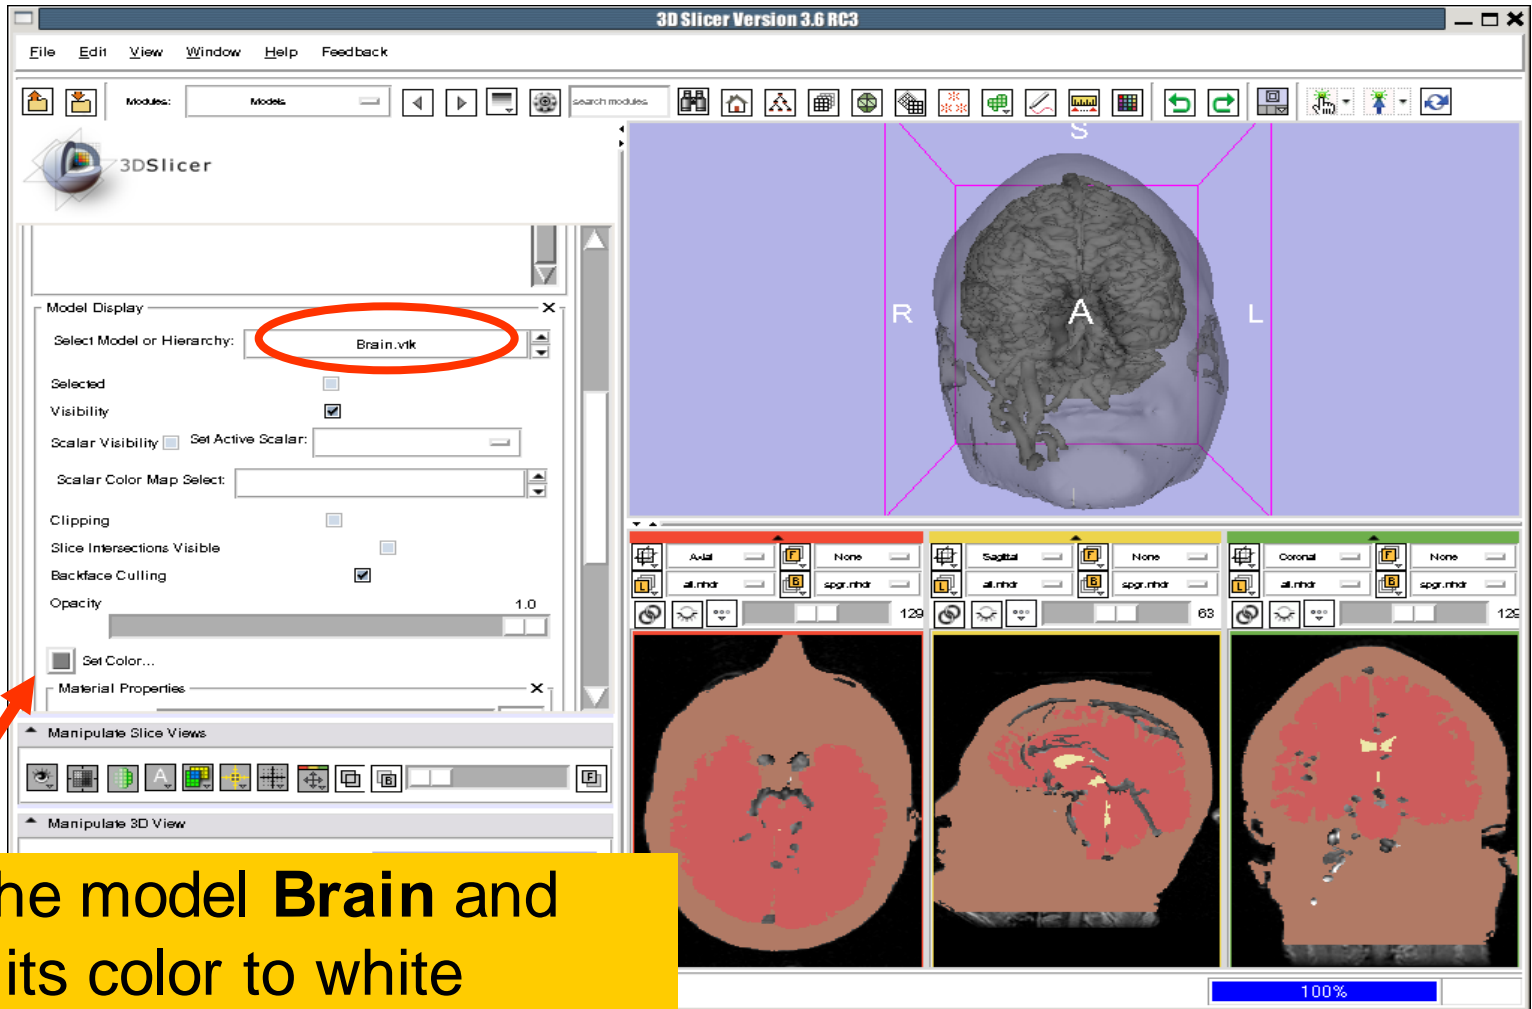 3D Slicer Version 3.6 RC3
File Edit View Window Help Feedback
Modules: Models search modules
3DSlicer
S
R A L
I
Model Display
Select Model or Hierarchy: Brain.vtk
Selected
Visibility
Scalar Visibility Set Active Scalar:
Scalar Color Map Select:
Clipping
Slice Intersections Visible
Backface Culling
Opacity 1.0
Set Color...
Material Properties
Manipulate Slice Views
A B F
Manipulate 3D View
Axial F None
L all.nhdr B spgr.nhdr
129
Sagittal F None
L all.nhdr B spgr.nhdr
63
Coronal F None
L all.nhdr B spgr.nhdr
129
he model Brain and
its color to white
100%